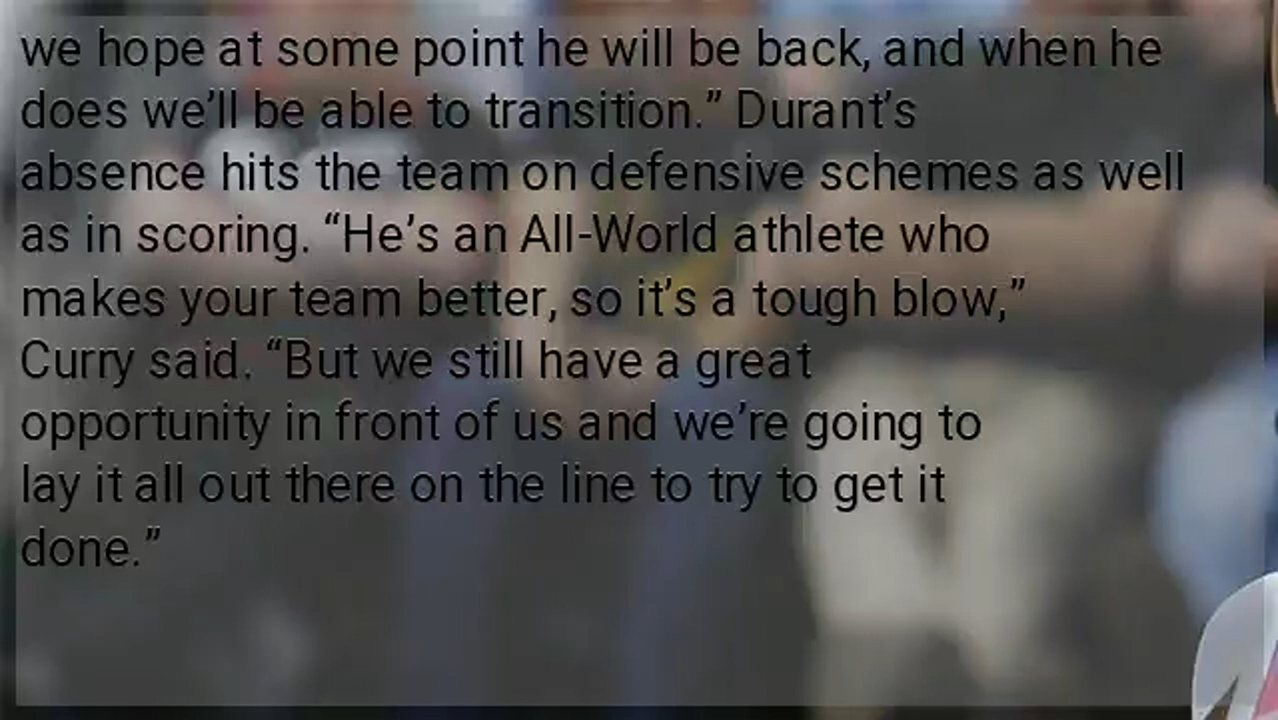 we hope at some point he will be back, and when he
does we’ll be able to transition.” Durant’s
absence hits the team on defensive schemes as well
as in scoring. “He’s an All-World athlete who
makes your team better, so it’s a tough blow,”
Curry said. “But we still have a great
opportunity in front of us and we’re going to
lay it all out there on the line to try to get it
done.”